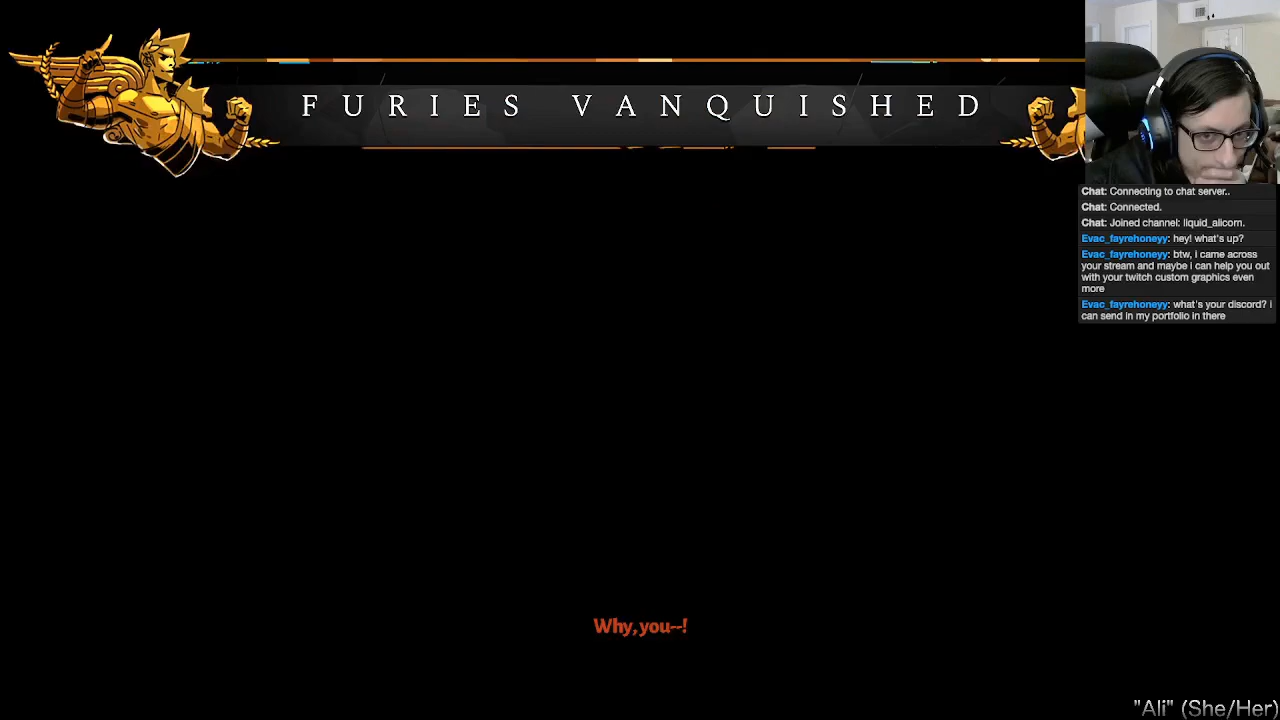 FURIES VANQUISHED
Chat: Connecting to chat server..
Chat: Connected.
Chat: Joined channel: liquid_alicorn.
Evac_fayrehoneyy: hey! what's up?
Evac_fayrehoneyy: btw, i came across
your stream and maybe i can help you out
with your twitch custom graphics even
more
Evac_fayrehoneyy: what's your discord? i
can send in my portfolio in there
Why, you--!
"Ali" (She/Her)